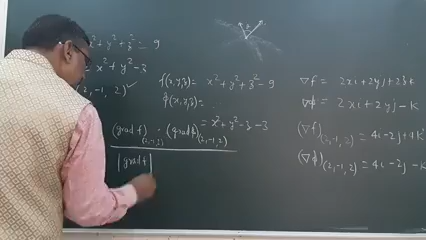 x² + y² + z² = 9
= x² + y² - 3
(2, -1, 2) ✓
f(x,y,z) = x² + y² + z² - 9
φ(x,y,z) =
= x² + y² - z - 3
(grad f)(2,-1,2) · (grad φ)(2,-1,2)
|grad f|
∇f = 2xi + 2yj + 2zk
∇φ = 2xi + 2yj - k
(∇f)(2,-1,2) = 4i - 2j + 4k
(∇φ)(2,-1,2) = 4i - 2j - k